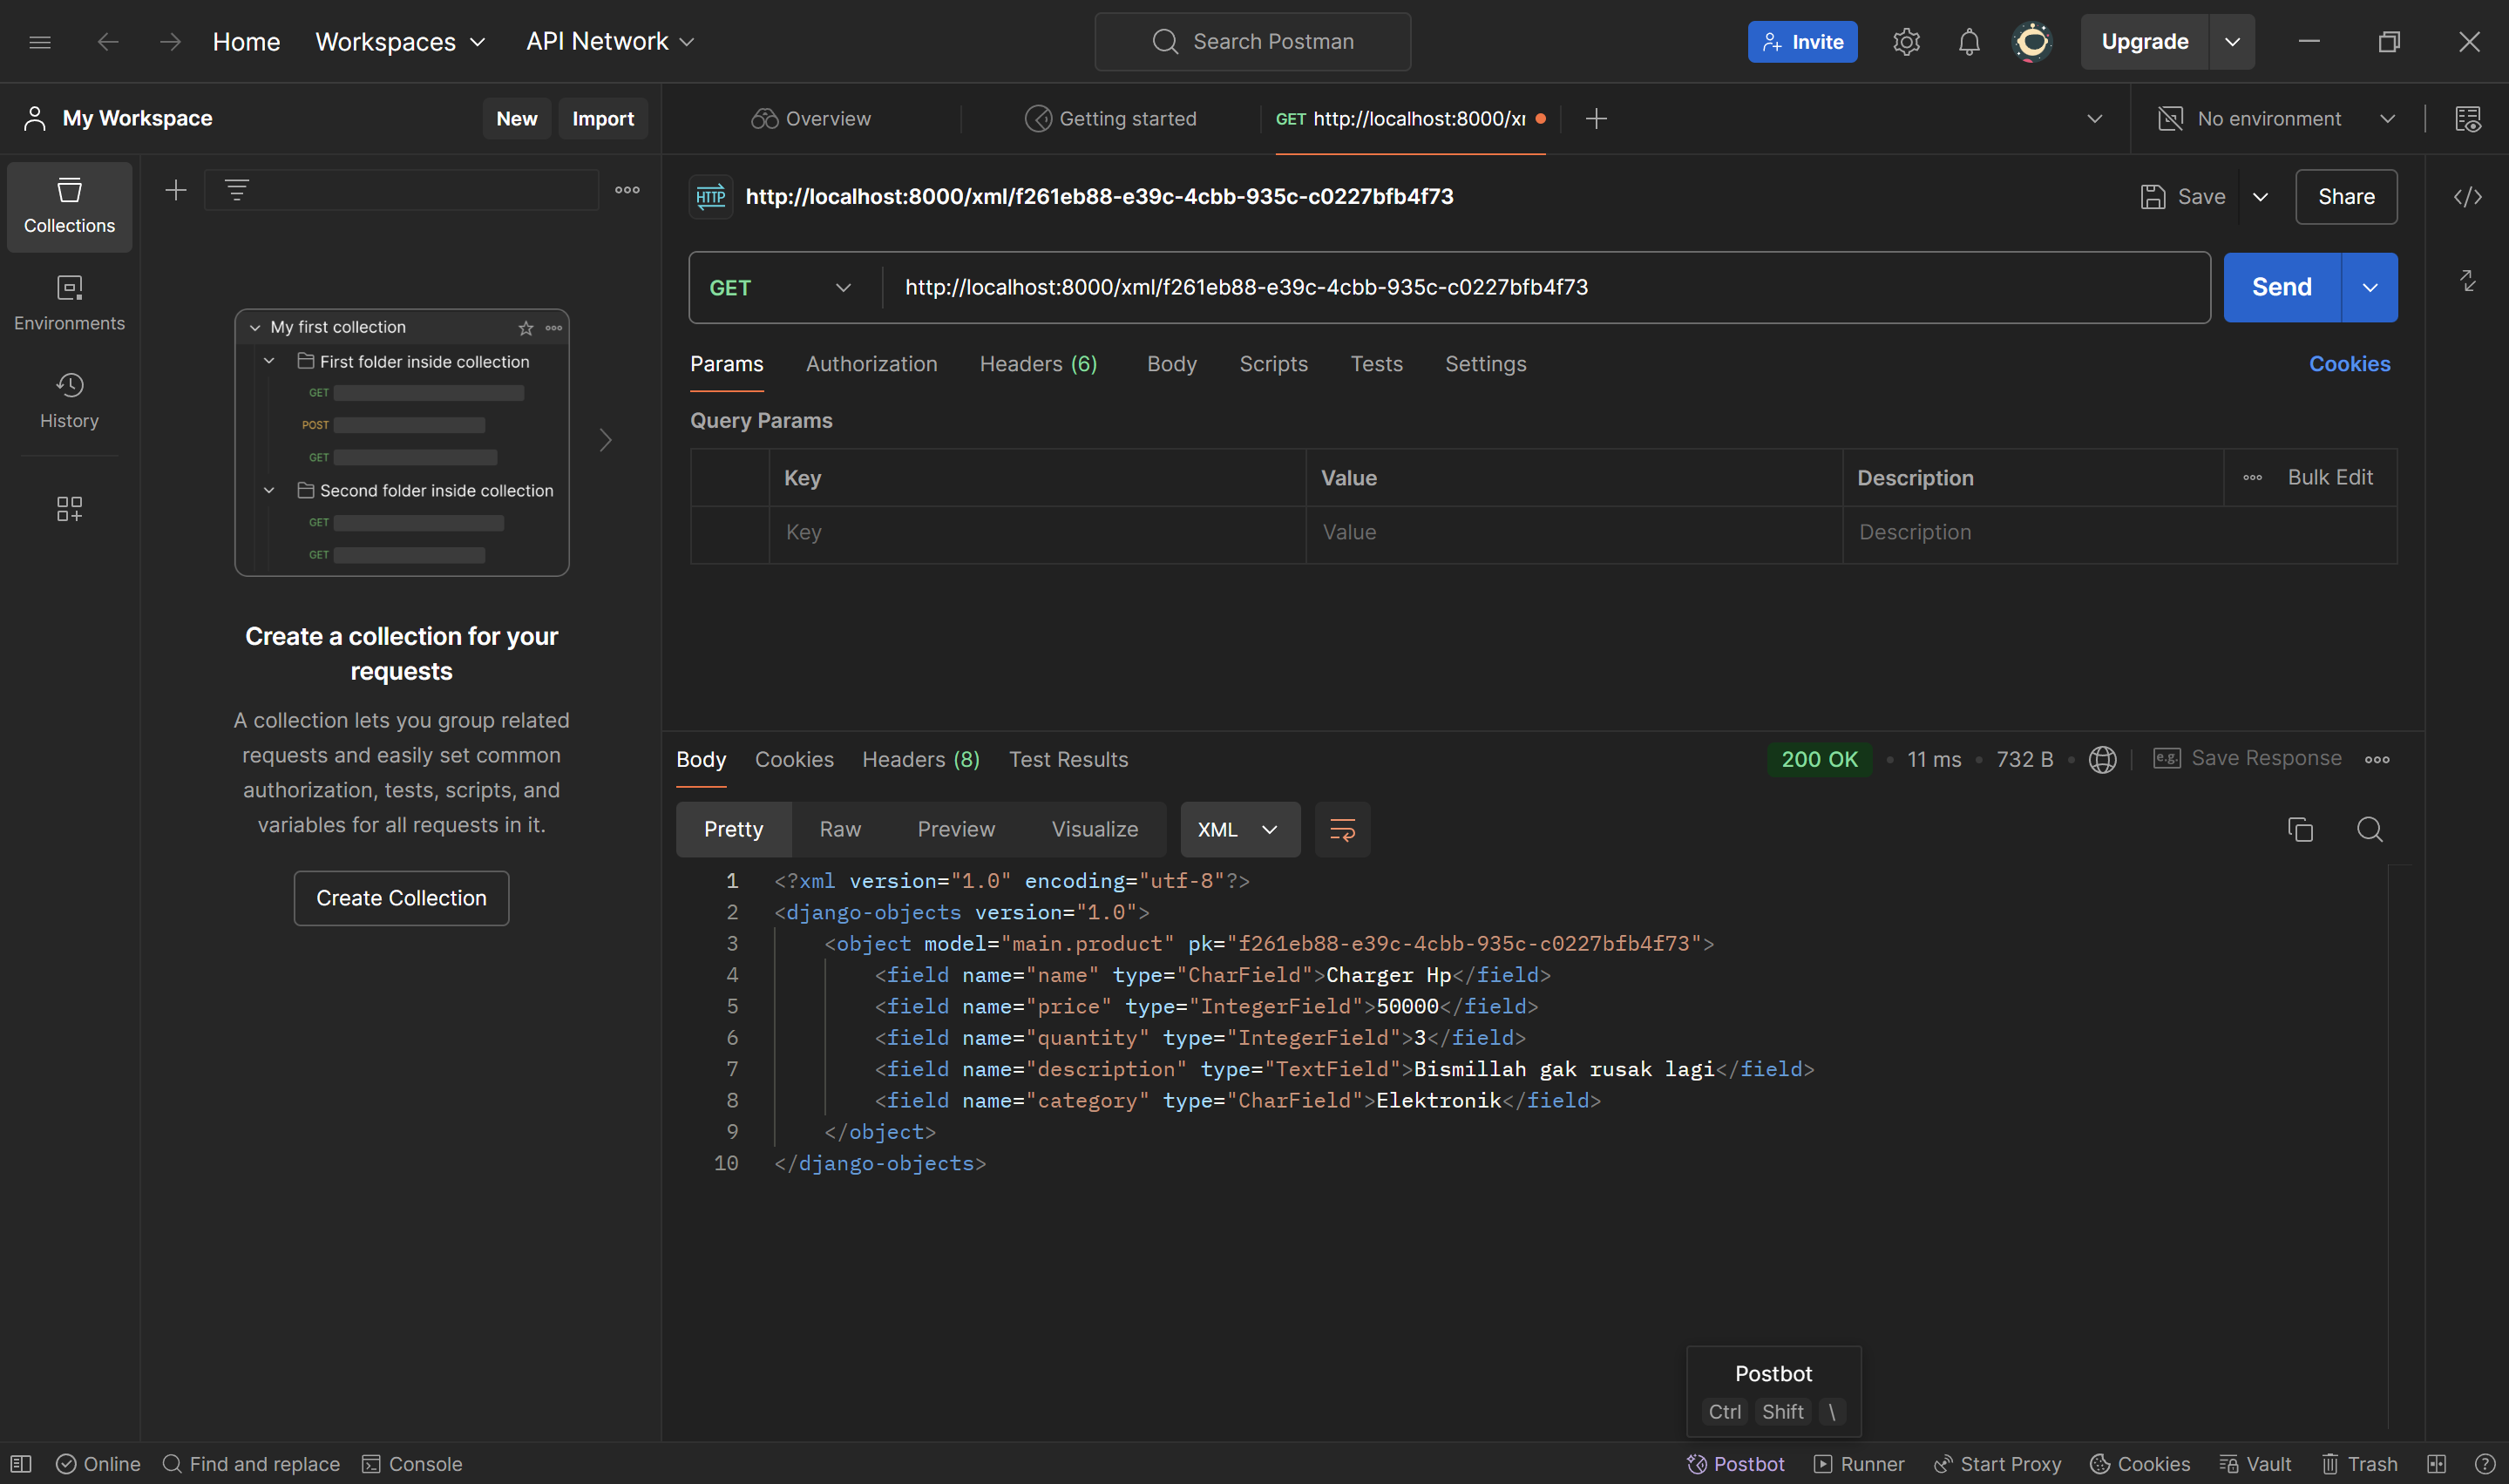 Home Workspaces API Network Search Postman Invite Upgrade
My Workspace New Import Overview Getting started GET http://localhost:8000/x No environment
Collections
Environments
History
My first collection
First folder inside collection
GET
POST
GET
Second folder inside collection
GET
GET
Create a collection for your
requests
A collection lets you group related
requests and easily set common
authorization, tests, scripts, and
variables for all requests in it.
Create Collection
HTTP http://localhost:8000/xml/f261eb88-e39c-4cbb-935c-c0227bfb4f73 Save Share
GET http://localhost:8000/xml/f261eb88-e39c-4cbb-935c-c0227bfb4f73 Send
Params Authorization Headers (6) Body Scripts Tests Settings Cookies
Query Params
Key Value Description Bulk Edit
Key Value Description
Body Cookies Headers (8) Test Results 200 OK • 11 ms • 732 B • e.g. Save Response
Pretty Raw Preview Visualize XML
1 <?xml version="1.0" encoding="utf-8"?>
2 <django-objects version="1.0">
3 <object model="main.product" pk="f261eb88-e39c-4cbb-935c-c0227bfb4f73">
4 <field name="name" type="CharField">Charger Hp</field>
5 <field name="price" type="IntegerField">50000</field>
6 <field name="quantity" type="IntegerField">3</field>
7 <field name="description" type="TextField">Bismillah gak rusak lagi</field>
8 <field name="category" type="CharField">Elektronik</field>
9 </object>
10 </django-objects>
Postbot
Ctrl Shift \
Online Find and replace Console Postbot Runner Start Proxy Cookies Vault Trash